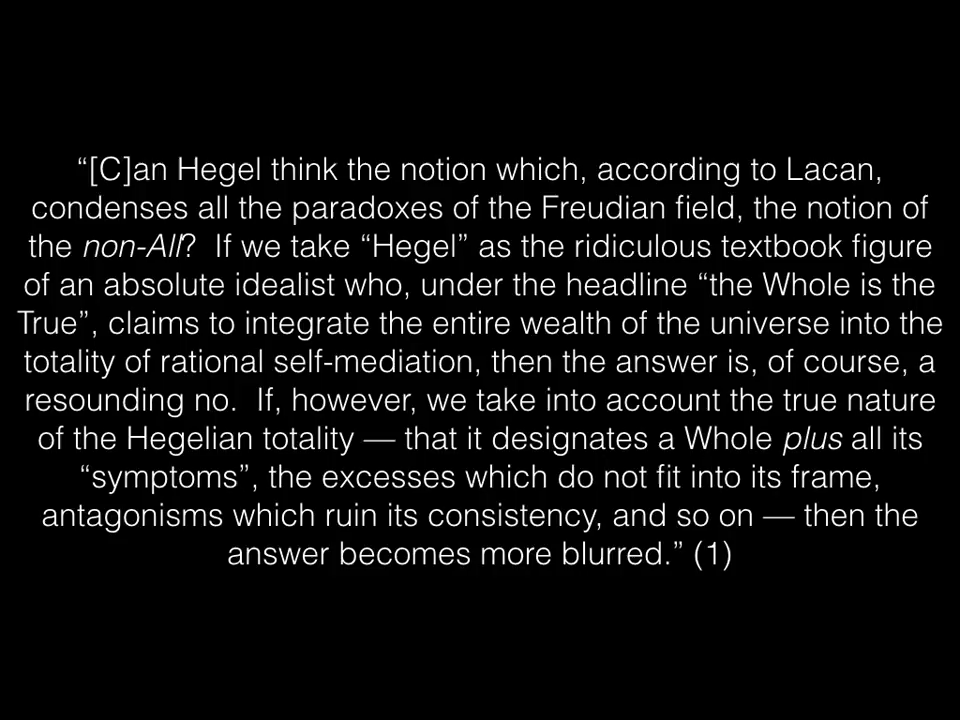 “[C]an Hegel think the notion which, according to Lacan,
condenses all the paradoxes of the Freudian field, the notion of
the non-All?  If we take “Hegel” as the ridiculous textbook figure
of an absolute idealist who, under the headline “the Whole is the
True”, claims to integrate the entire wealth of the universe into the
totality of rational self-mediation, then the answer is, of course, a
resounding no.  If, however, we take into account the true nature
of the Hegelian totality — that it designates a Whole plus all its
“symptoms”, the excesses which do not fit into its frame,
antagonisms which ruin its consistency, and so on — then the
answer becomes more blurred.” (1)